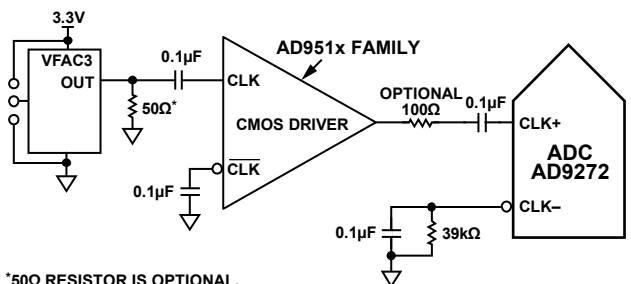 3.3V
VFAC3
OUT
0.1µF
50Ω*
AD951x FAMILY
CLK
CMOS DRIVER
CLK
0.1µF
OPTIONAL
100Ω
0.1µF
CLK+
ADC
AD9272
CLK–
0.1µF
39kΩ
*50Ω RESISTOR IS OPTIONAL.